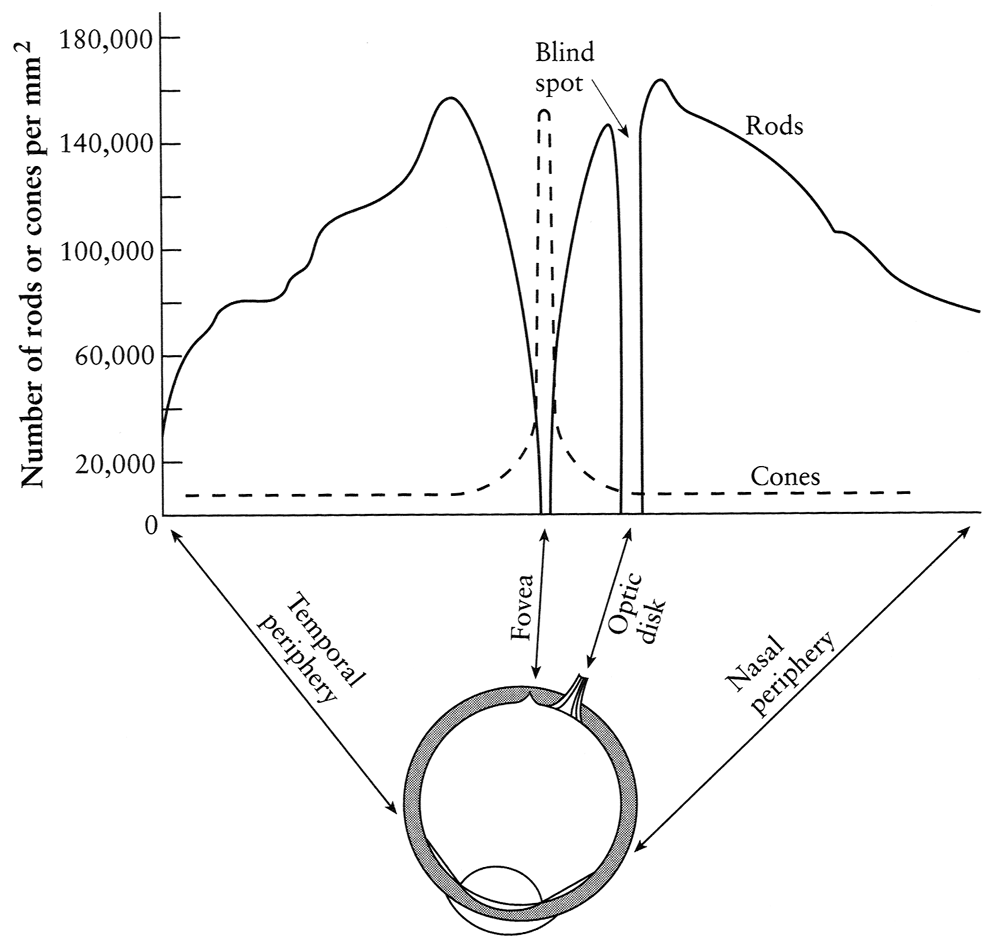 Number of rods or cones per mm²
180,000
140,000
100,000
60,000
20,000
0
Blind
spot
Rods
Cones
Temporal
periphery
Fovea
Optic
disk
Nasal
periphery